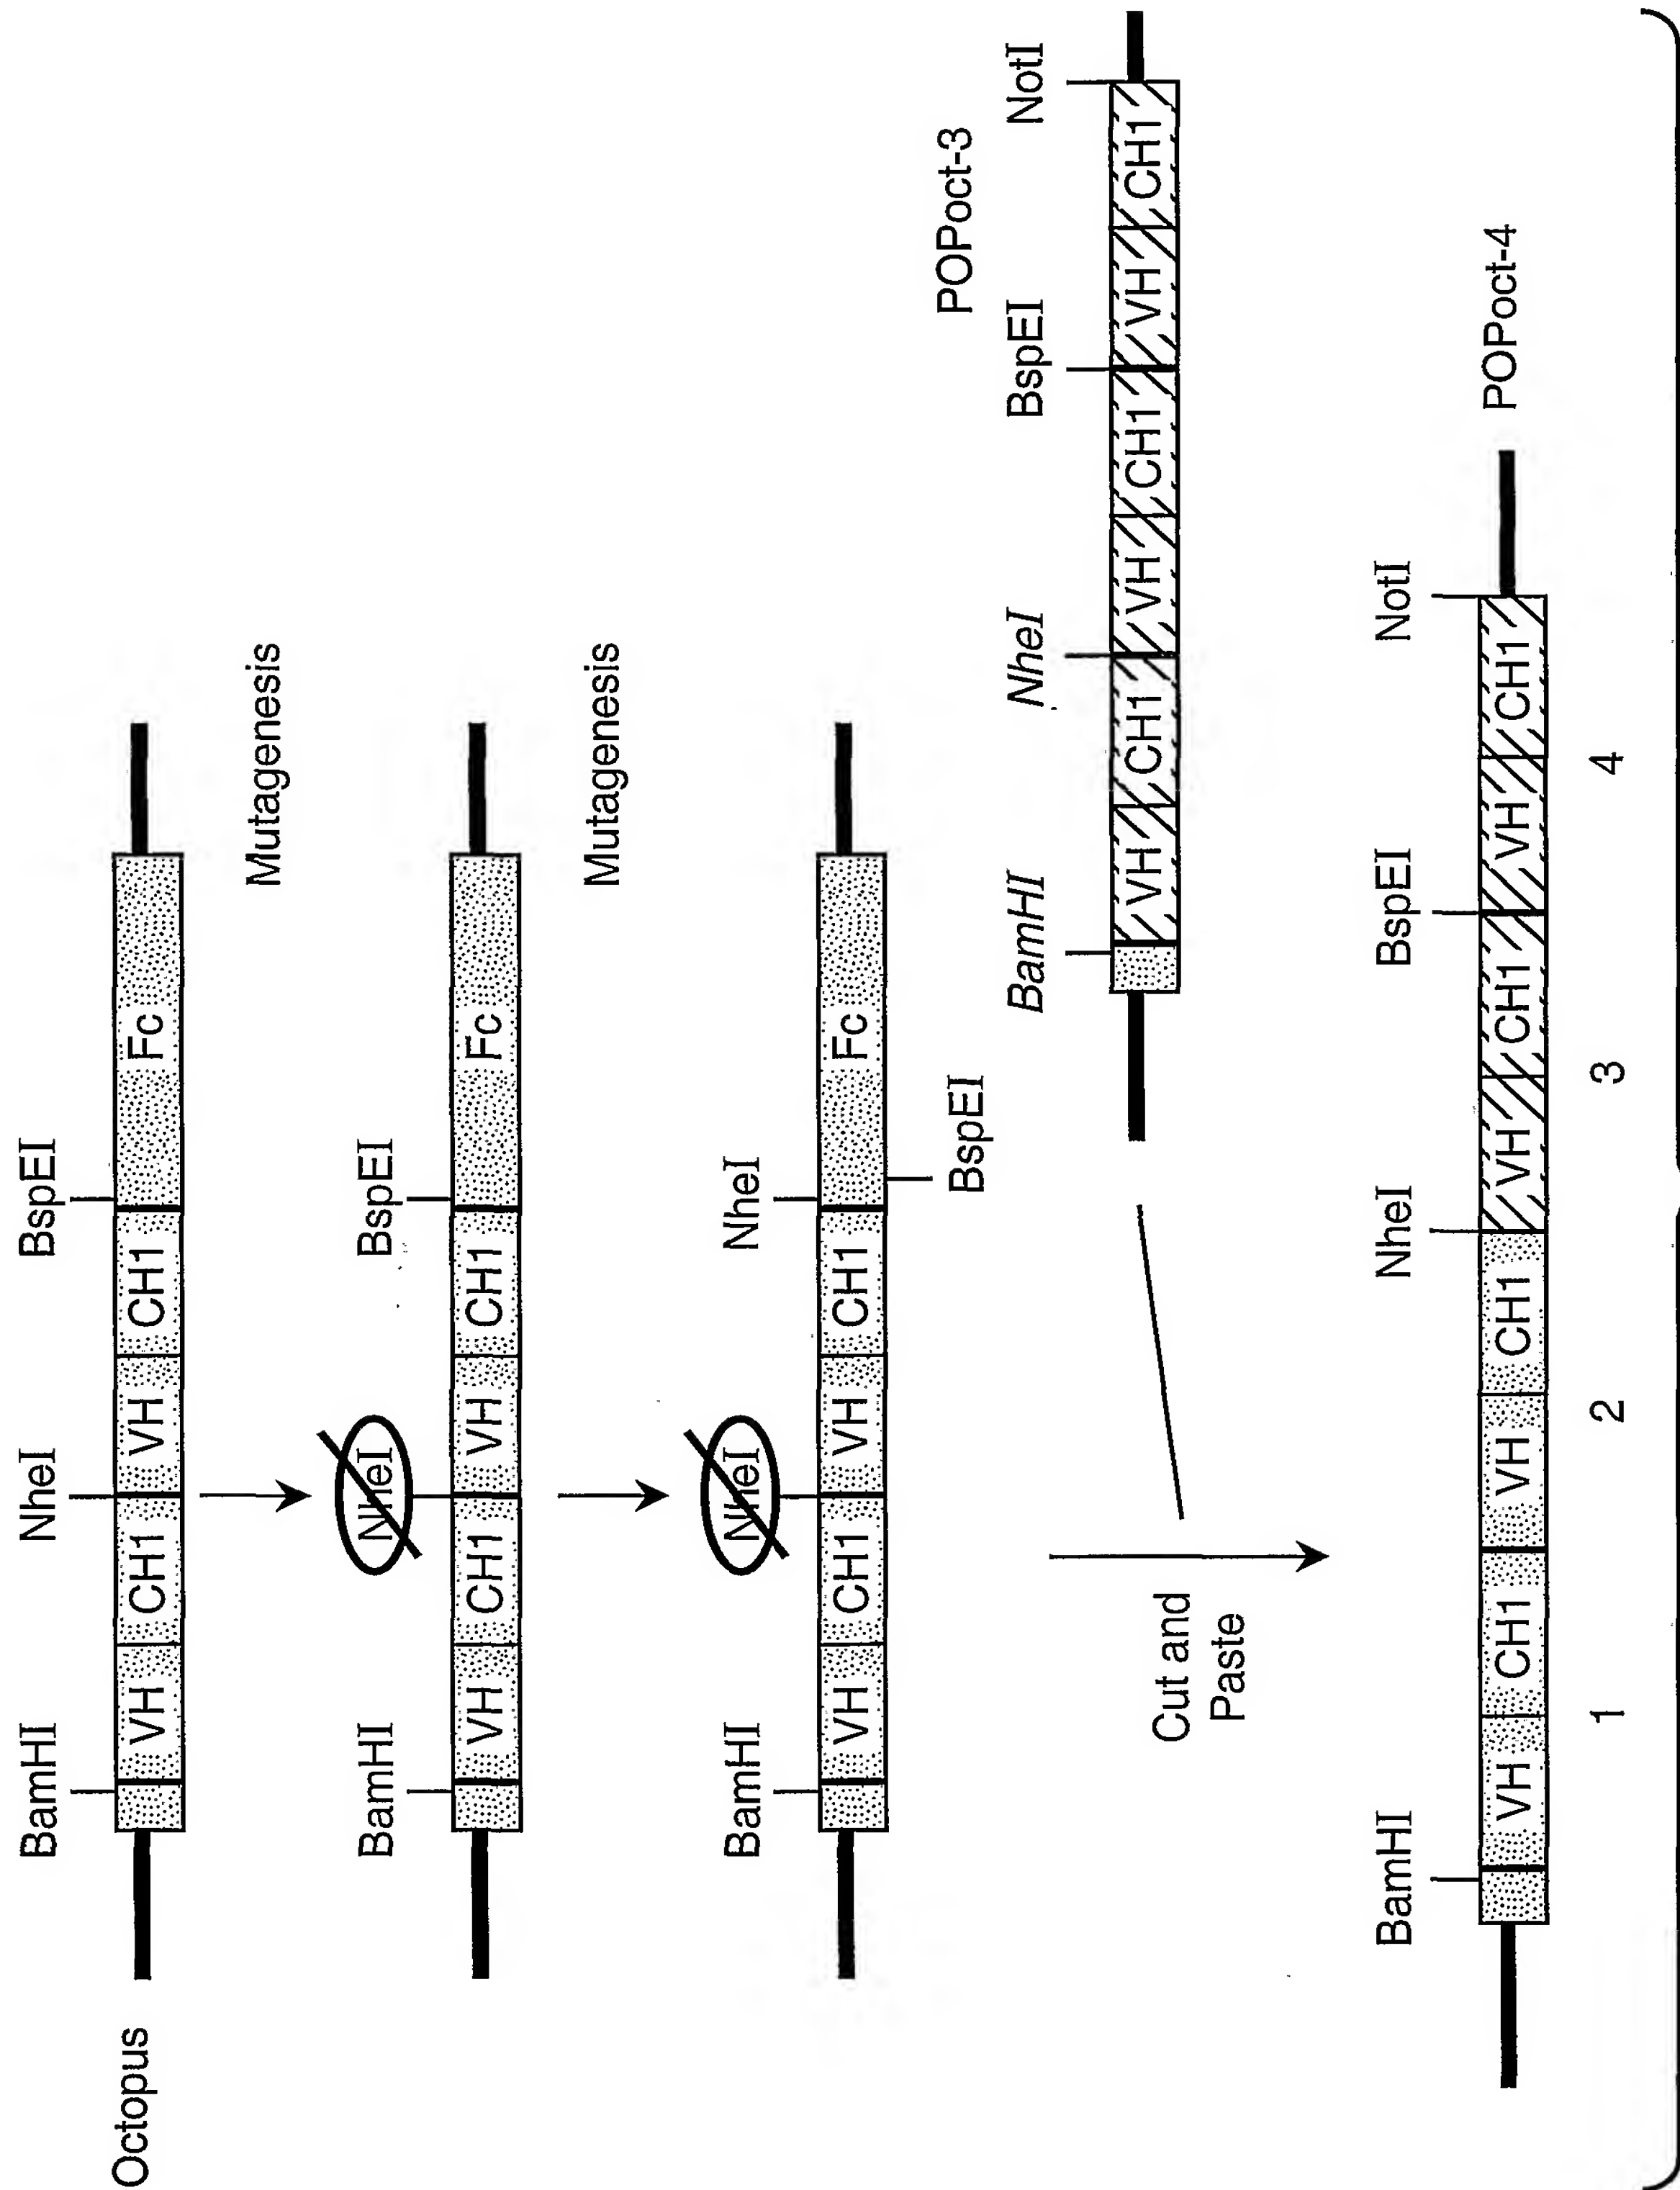 BamHI NheI BspEI
Octopus VH CH1 VH CH1 Fc
Mutagenesis
BamHI NheI BspEI
VH CH1 VH CH1 Fc
Mutagenesis
BamHI NheI NheI
VH CH1 VH CH1 Fc
BspEI
POPoct-3
BamHI NheI BspEI NotI
VH CH1 VH CH1 VH CH1
Cut and
Paste
BamHI NheI BspEI NotI
VH CH1 VH CH1 VH CH1 VH CH1 POPoct-4
1 2 3 4